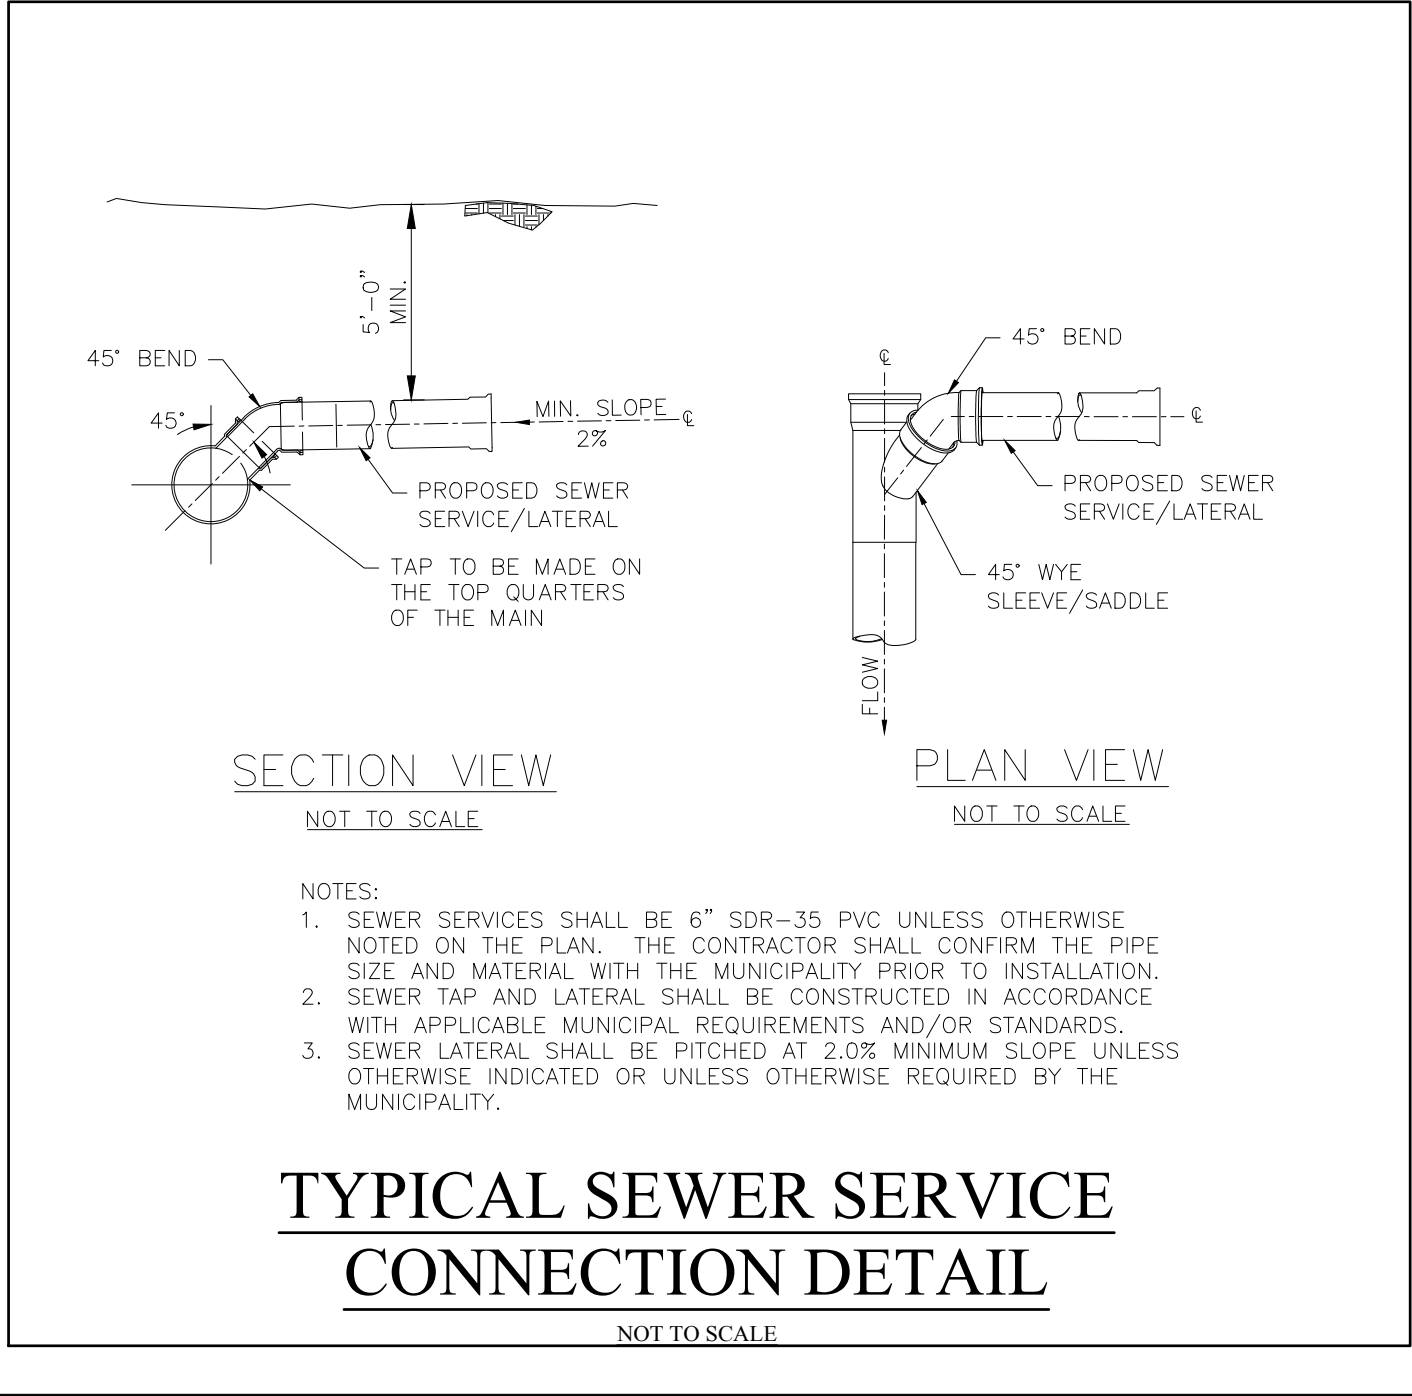 5'-0"
MIN.
45° BEND
45°
MIN. SLOPE ℄
2%
PROPOSED SEWER
SERVICE/LATERAL
TAP TO BE MADE ON
THE TOP QUARTERS
OF THE MAIN
SECTION VIEW
NOT TO SCALE
℄
45° BEND
℄
PROPOSED SEWER
SERVICE/LATERAL
45° WYE
SLEEVE/SADDLE
FLOW
PLAN VIEW
NOT TO SCALE
NOTES:
1. SEWER SERVICES SHALL BE 6" SDR-35 PVC UNLESS OTHERWISE
NOTED ON THE PLAN. THE CONTRACTOR SHALL CONFIRM THE PIPE
SIZE AND MATERIAL WITH THE MUNICIPALITY PRIOR TO INSTALLATION.
2. SEWER TAP AND LATERAL SHALL BE CONSTRUCTED IN ACCORDANCE
WITH APPLICABLE MUNICIPAL REQUIREMENTS AND/OR STANDARDS.
3. SEWER LATERAL SHALL BE PITCHED AT 2.0% MINIMUM SLOPE UNLESS
OTHERWISE INDICATED OR UNLESS OTHERWISE REQUIRED BY THE
MUNICIPALITY.
TYPICAL SEWER SERVICE
CONNECTION DETAIL
NOT TO SCALE